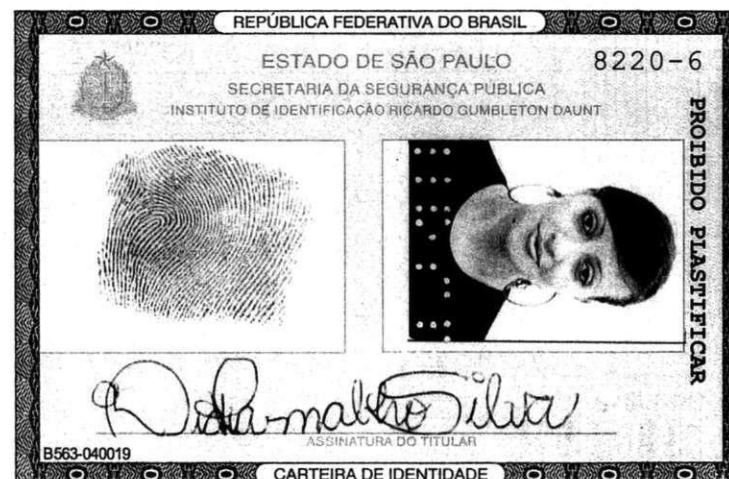 REPÚBLICA FEDERATIVA DO BRASIL
ESTADO DE SÃO PAULO
8220-6
SECRETARIA DA SEGURANÇA PÚBLICA
INSTITUTO DE IDENTIFICAÇÃO RICARDO GUMBLETON DAUNT
PROIBIDO PLASTIFICAR
Silva
ASSINATURA DO TITULAR
B563-040019
CARTEIRA DE IDENTIDADE